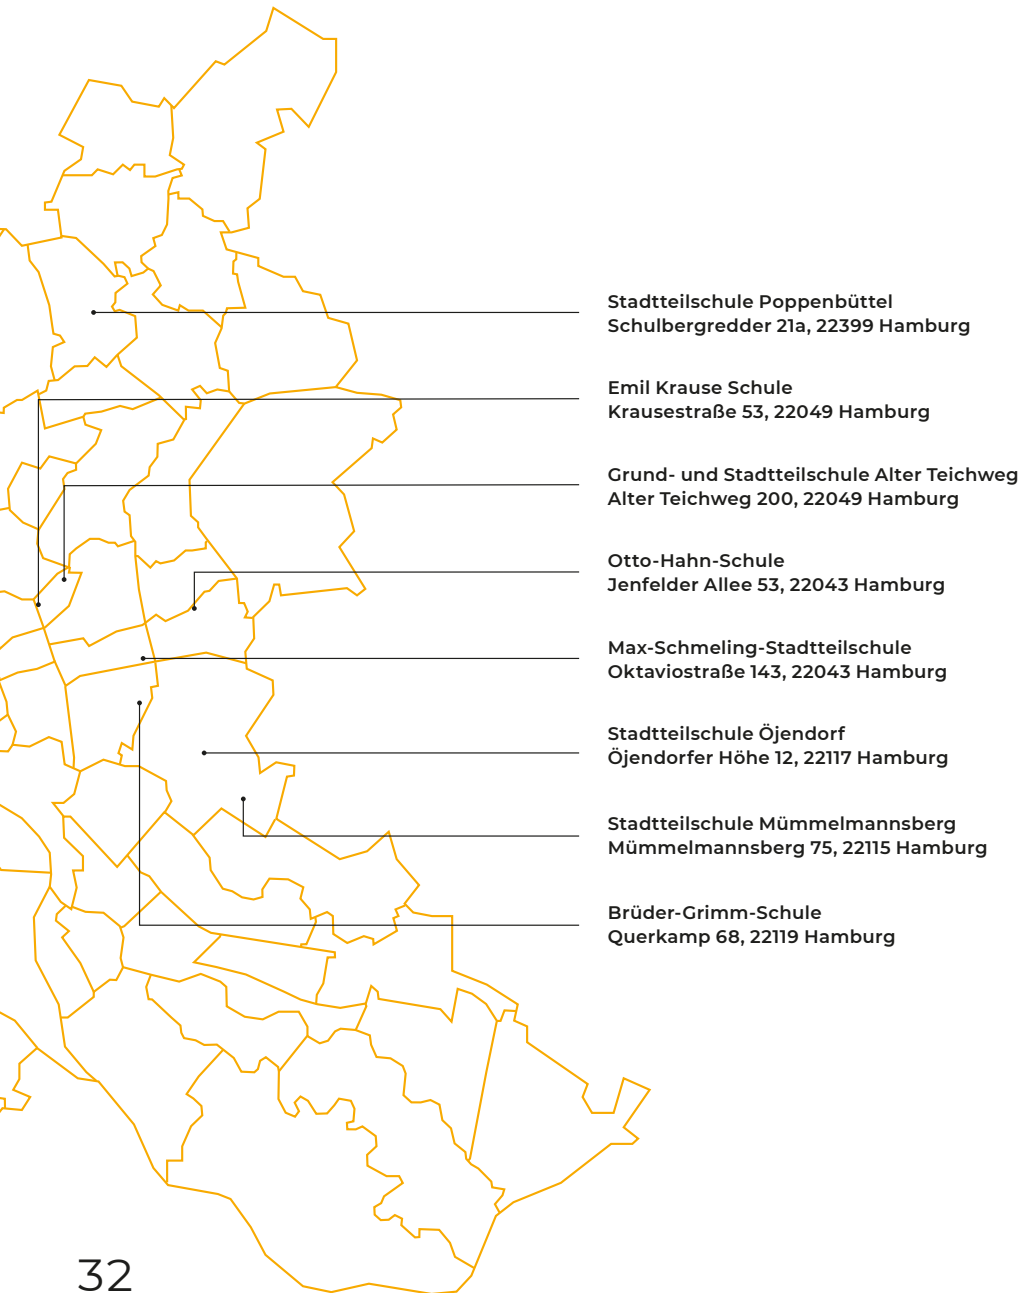 Stadtteilschule Poppenbüttel
Schulbergredder 21a, 22399 Hamburg
Emil Krause Schule
Krausestraße 53, 22049 Hamburg
Grund- und Stadtteilschule Alter Teichweg
Alter Teichweg 200, 22049 Hamburg
Otto-Hahn-Schule
Jenfelder Allee 53, 22043 Hamburg
Max-Schmeling-Stadtteilschule
Oktaviostraße 143, 22043 Hamburg
Stadtteilschule Öjendorf
Öjendorfer Höhe 12, 22117 Hamburg
Stadtteilschule Mümmelmannsberg
Mümmelmannsberg 75, 22115 Hamburg
Brüder-Grimm-Schule
Querkamp 68, 22119 Hamburg
32